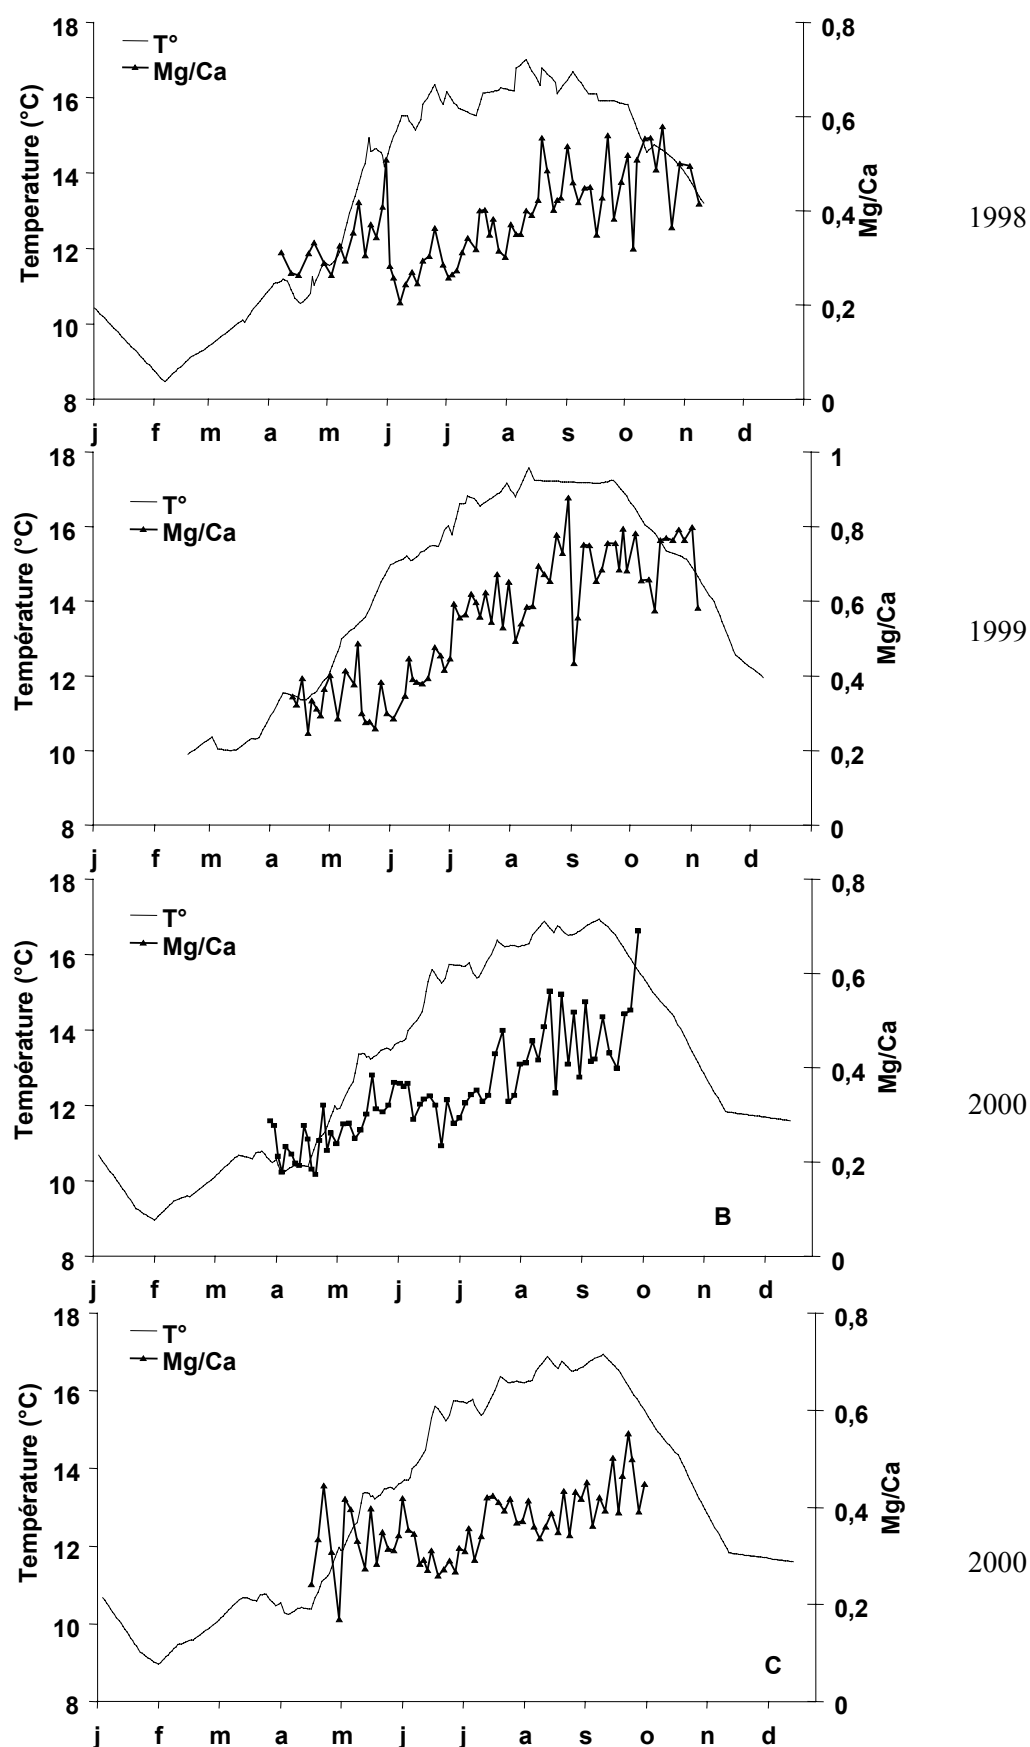 18
0,8
T°
Mg/Ca
16
0,6
14
0,4
12
0,2
10
8
0
Temperature (°C)
Mg/Ca
1998
j f m a m j j a s o n d
18
1
T°
Mg/Ca
16
0,8
14
0,6
12
0,4
10
0,2
8
0
Température (°C)
Mg/Ca
1999
j f m a m j j a s o n d
18
0,8
T°
Mg/Ca
16
0,6
14
0,4
12
0,2
10
8
0
Température (°C)
Mg/Ca
2000
B
j f m a m j j a s o n d
18
0,8
T°
Mg/Ca
16
0,6
14
0,4
12
0,2
10
8
0
Température (°C)
Mg/Ca
2000
C
j f m a m j j a s o n d